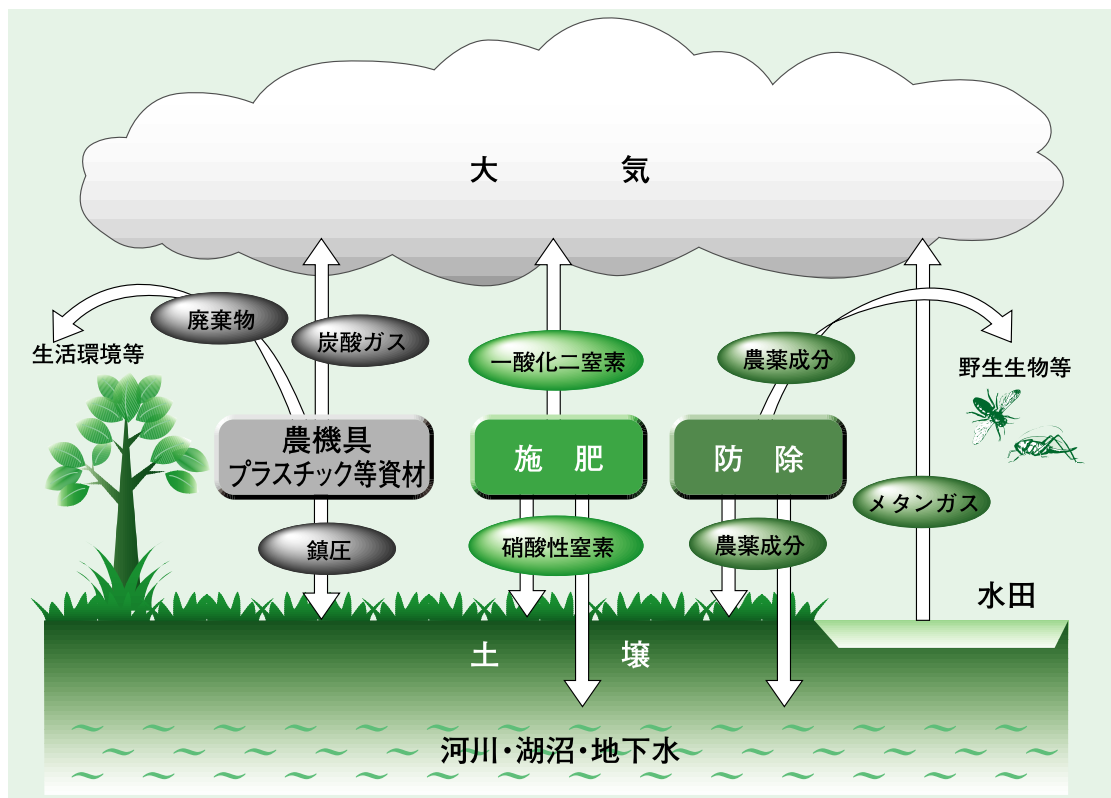 大　気
廃棄物
炭酸ガス
生活環境等
一酸化二窒素
農薬成分
野生生物等
農機具
プラスチック等資材
施　肥
防　除
メタンガス
鎮圧
硝酸性窒素
農薬成分
水田
土　壌
河川・湖沼・地下水